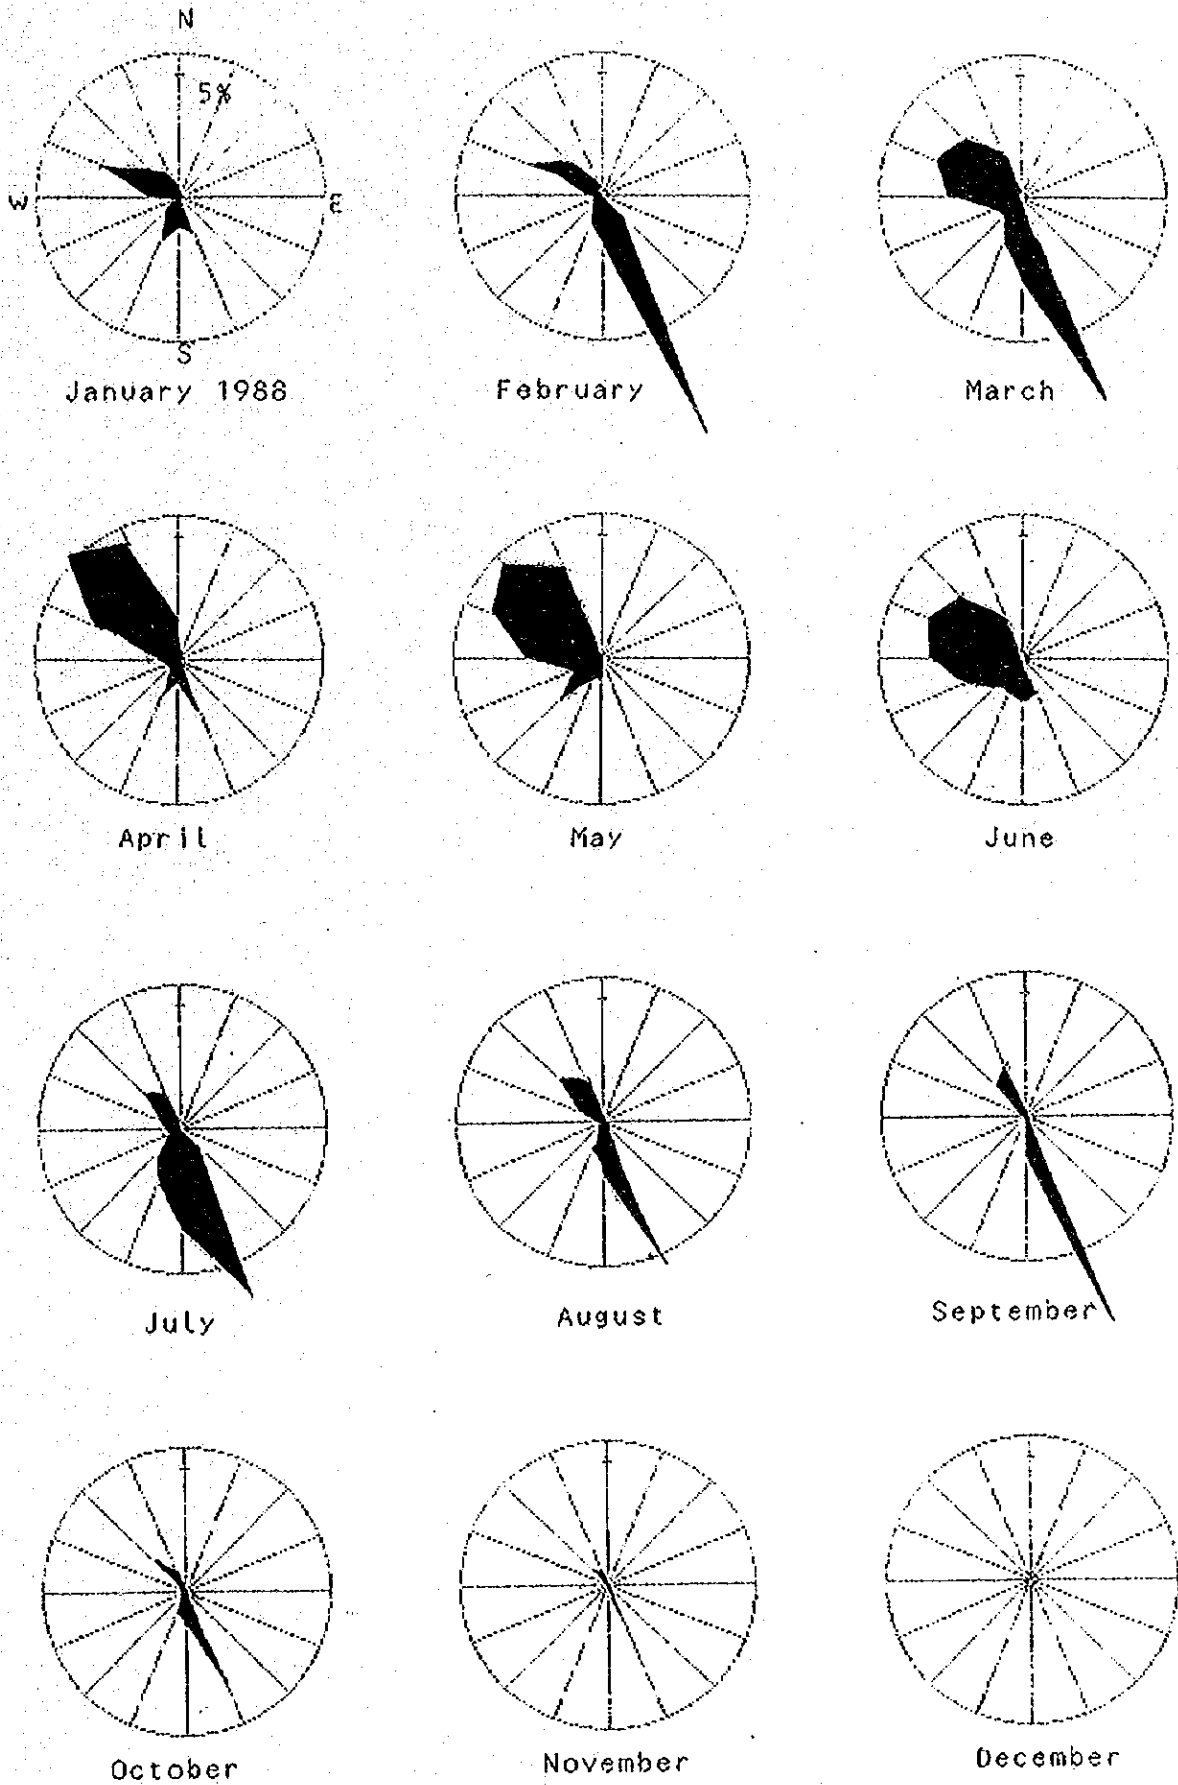 N
5%
W E
S
January 1988 February March
April May June
July August September
October November December